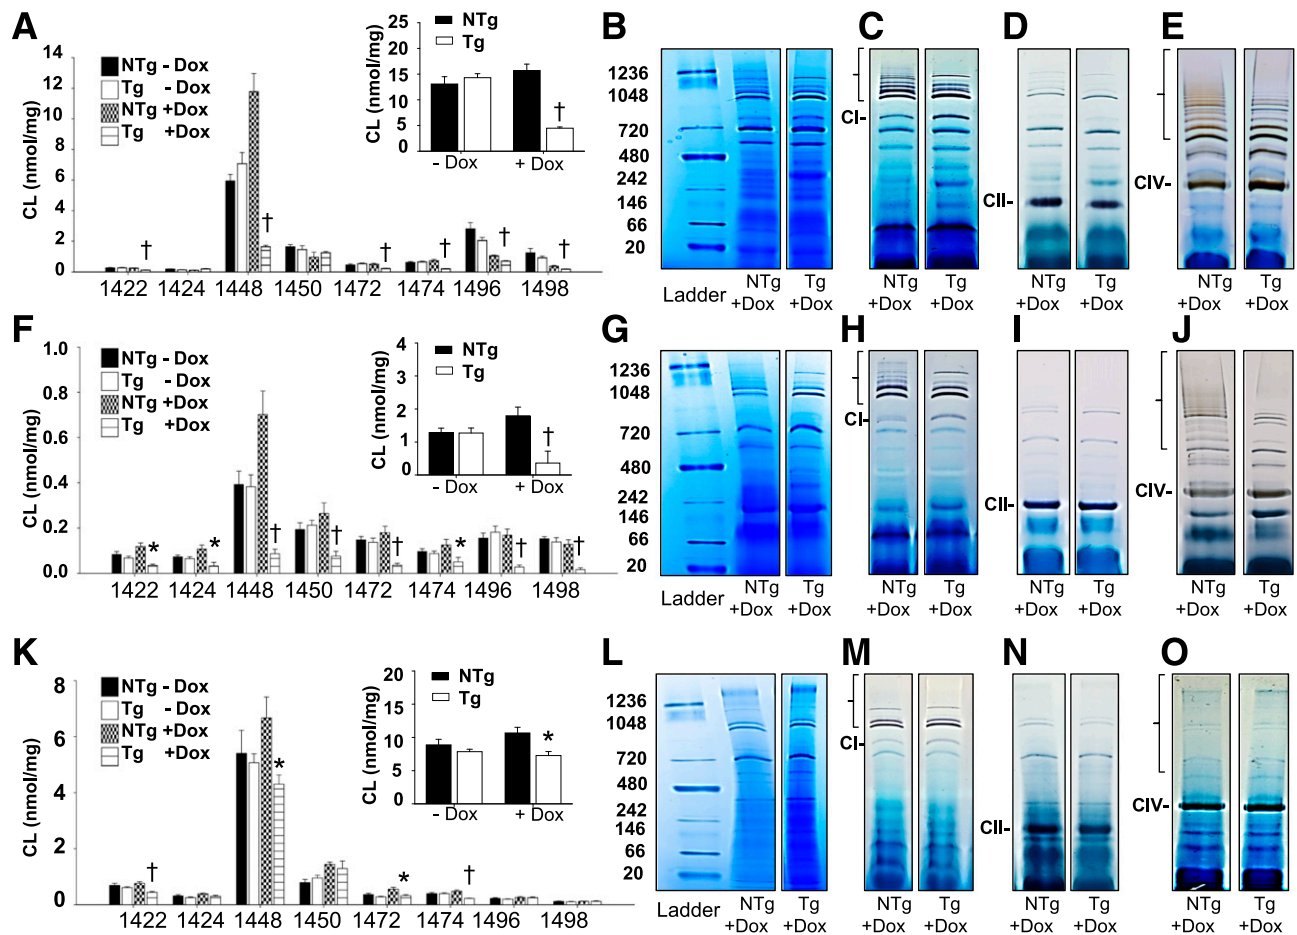 A
14
12
10
8
6
4
2
0
CL (nmol/mg)
NTg - Dox
Tg - Dox
NTg +Dox
Tg +Dox
† † † † †
1422 1424 1448 1450 1472 1474 1496 1498
25
20
15
10
5
0
CL (nmol/mg)
NTg
Tg
†
- Dox + Dox
B
1236
1048
720
480
242
146
66
20
Ladder NTg +Dox Tg +Dox
C
CI-
NTg +Dox Tg +Dox
D
CII-
NTg +Dox Tg +Dox
E
CIV-
NTg +Dox Tg +Dox
F
1.0
0.8
0.6
0.4
0.2
0.0
CL (nmol/mg)
NTg - Dox
Tg - Dox
NTg +Dox
Tg +Dox
* * † † † * † †
1422 1424 1448 1450 1472 1474 1496 1498
4
3
2
1
0
CL (nmol/mg)
NTg
Tg
†
- Dox + Dox
G
1236
1048
720
480
242
146
66
20
Ladder NTg +Dox Tg +Dox
H
CI-
NTg +Dox Tg +Dox
I
CII-
NTg +Dox Tg +Dox
J
CIV-
NTg +Dox Tg +Dox
K
8
6
4
2
0
CL (nmol/mg)
NTg - Dox
Tg - Dox
NTg +Dox
Tg +Dox
† * * †
1422 1424 1448 1450 1472 1474 1496 1498
20
15
10
5
0
CL (nmol/mg)
NTg
Tg
*
- Dox + Dox
L
1236
1048
720
480
242
146
66
20
Ladder NTg +Dox Tg +Dox
M
CI-
NTg +Dox Tg +Dox
N
CII-
NTg +Dox Tg +Dox
O
CIV-
NTg +Dox Tg +Dox